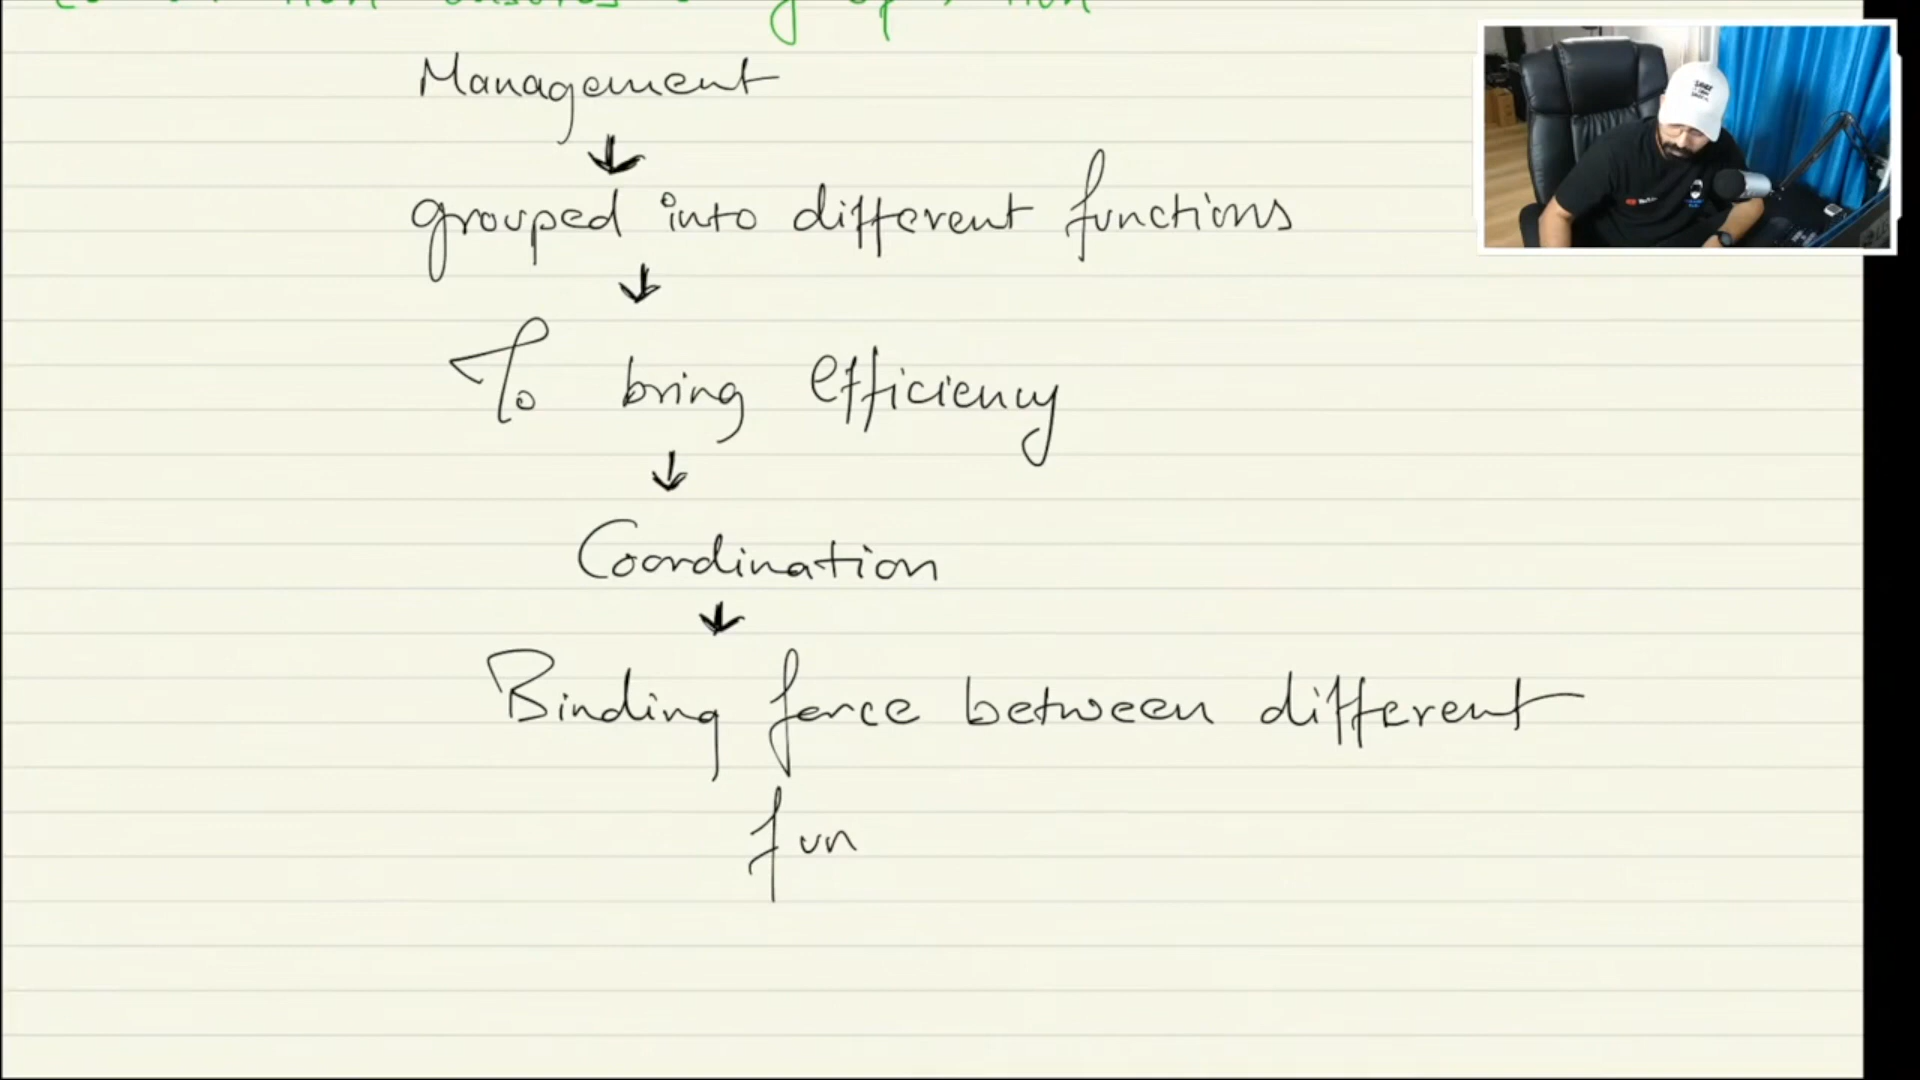 Management
grouped into different functions
To bring efficiency
Coordination
Binding force between different
fun